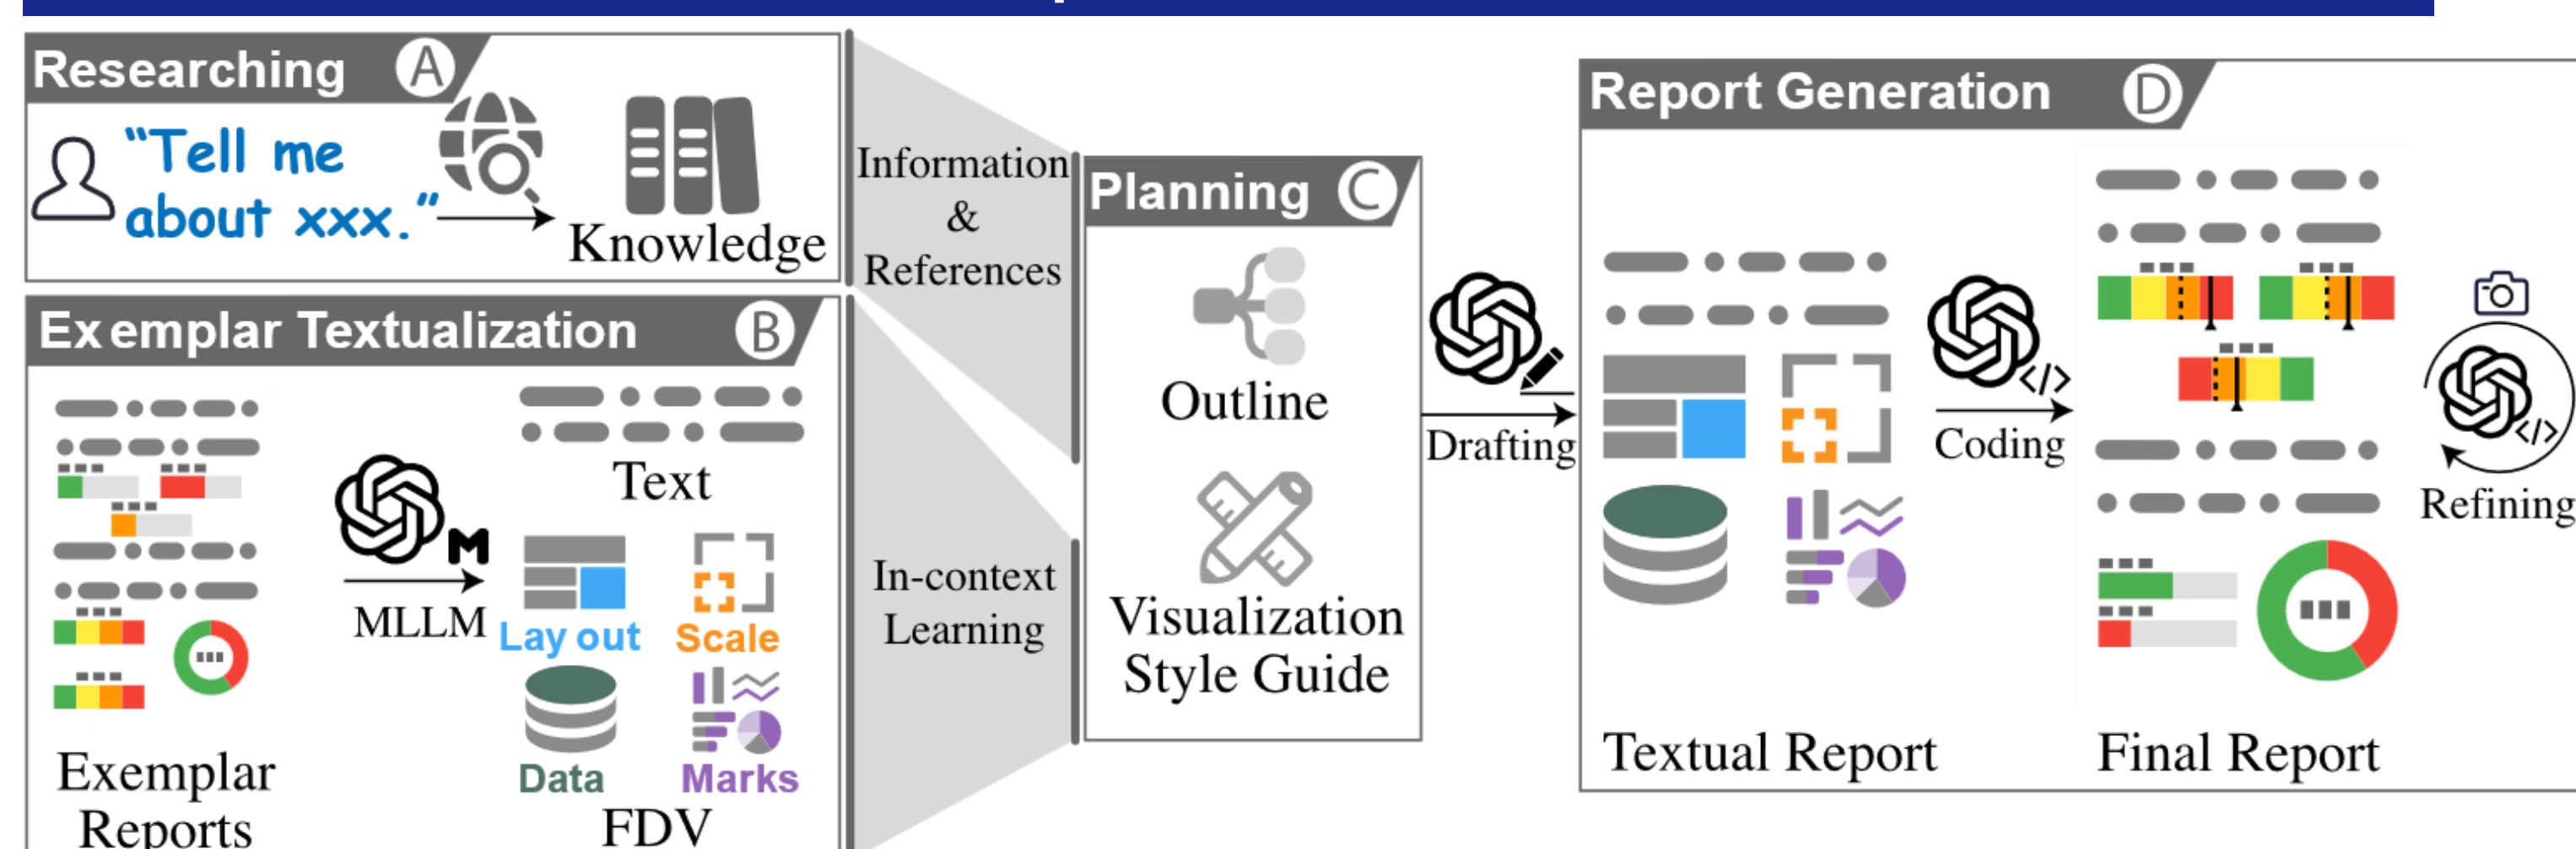 Researching A
"Tell me
about xxx."
Knowledge
Exemplar Textualization B
Text
MLLM
Lay out
Scale
Data
Marks
Exemplar
Reports
FDV
Information
&
References
In-context
Learning
Planning C
Outline
Visualization
Style Guide
Drafting
Report Generation D
</>
Coding
</>
Refining
Textual Report
Final Report